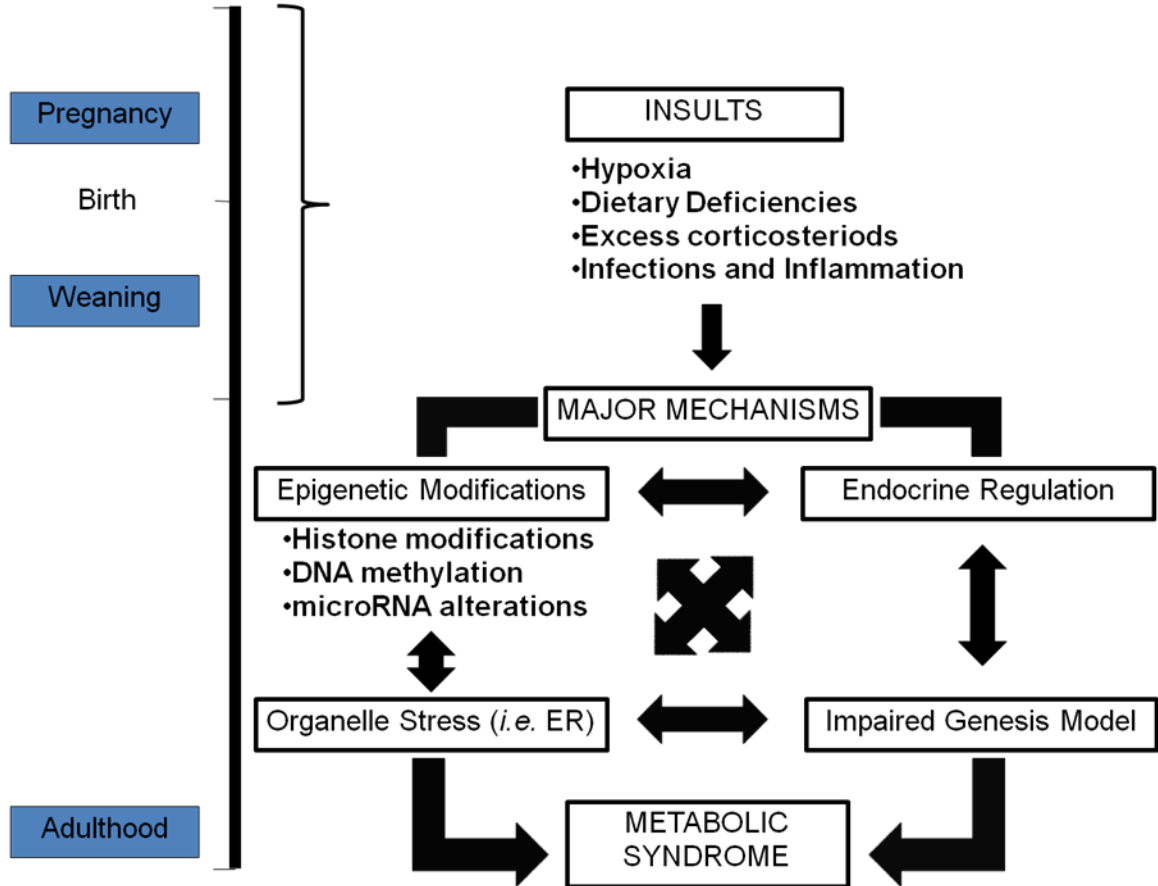 Pregnancy
Birth
Weaning
Adulthood
INSULTS
•Hypoxia
•Dietary Deficiencies
•Excess corticosteriods
•Infections and Inflammation
MAJOR MECHANISMS
Epigenetic Modifications
•Histone modifications
•DNA methylation
•microRNA alterations
Endocrine Regulation
Organelle Stress (i.e. ER)
Impaired Genesis Model
METABOLIC
SYNDROME